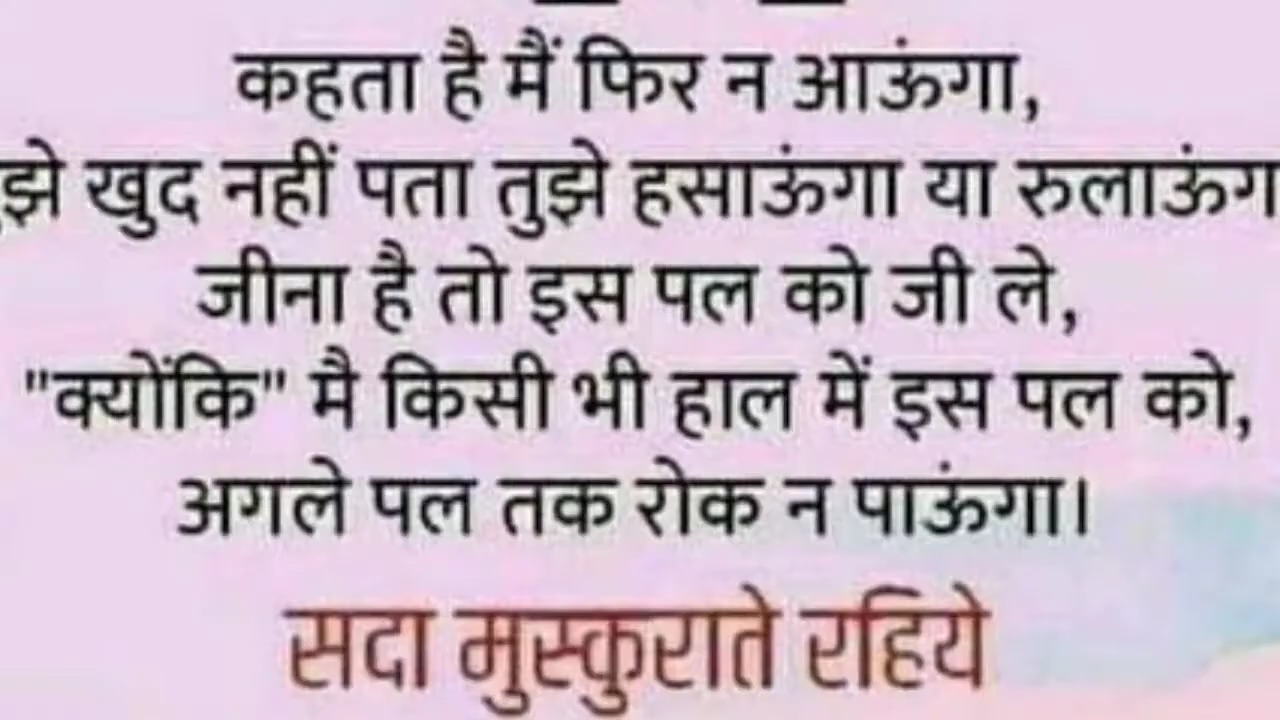 कहता है मैं फिर न आऊंगा,
खुद नहीं पता तुझे हसाऊंगा या
जीना है तो इस पल को जी ले,
"क्योंकि" मै किसी भी हाल में इस पल को,
अगले पल तक रोक न पाऊंगा।
सदा मुस्कुराते रहिये